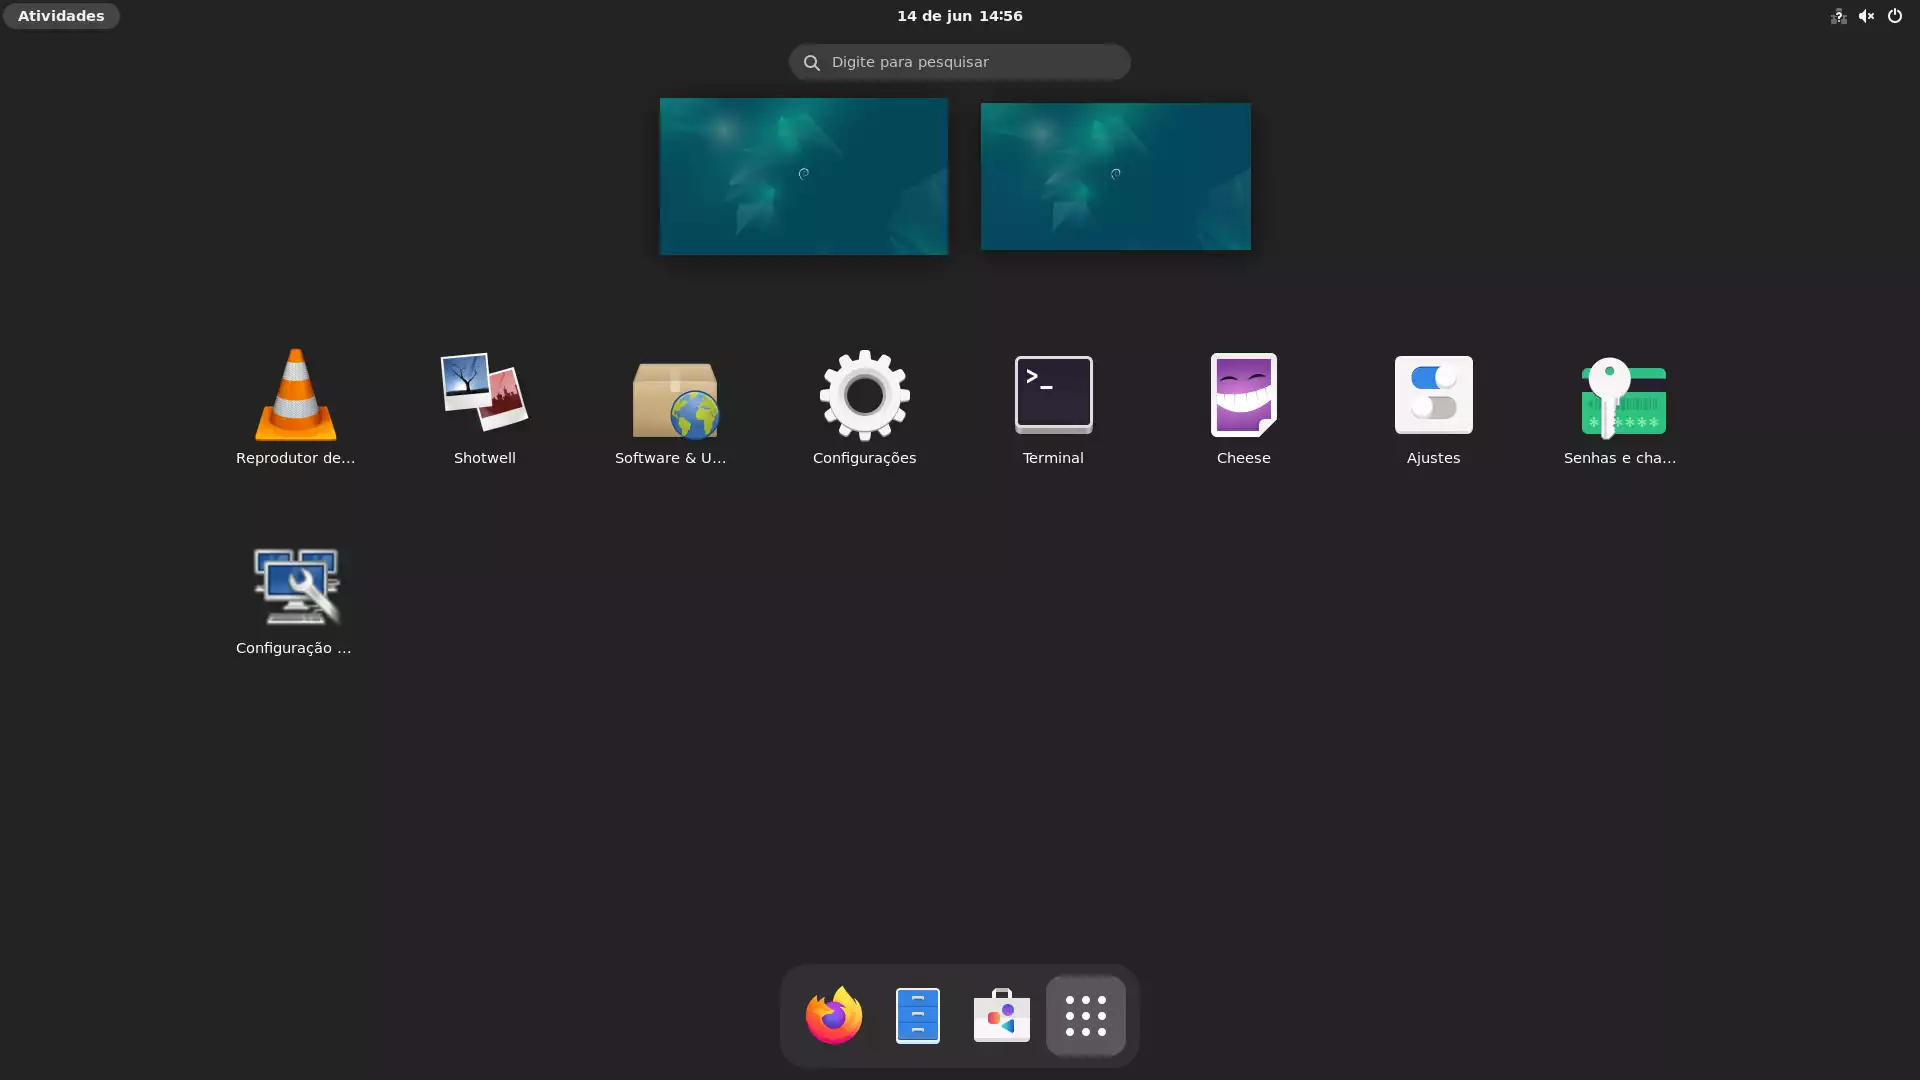 Atividades
14 de jun 14:56
Digite para pesquisar
Reprodutor de...
Shotwell
Software & U...
Configurações
Terminal
Cheese
Ajustes
Senhas e cha...
Configuração ...